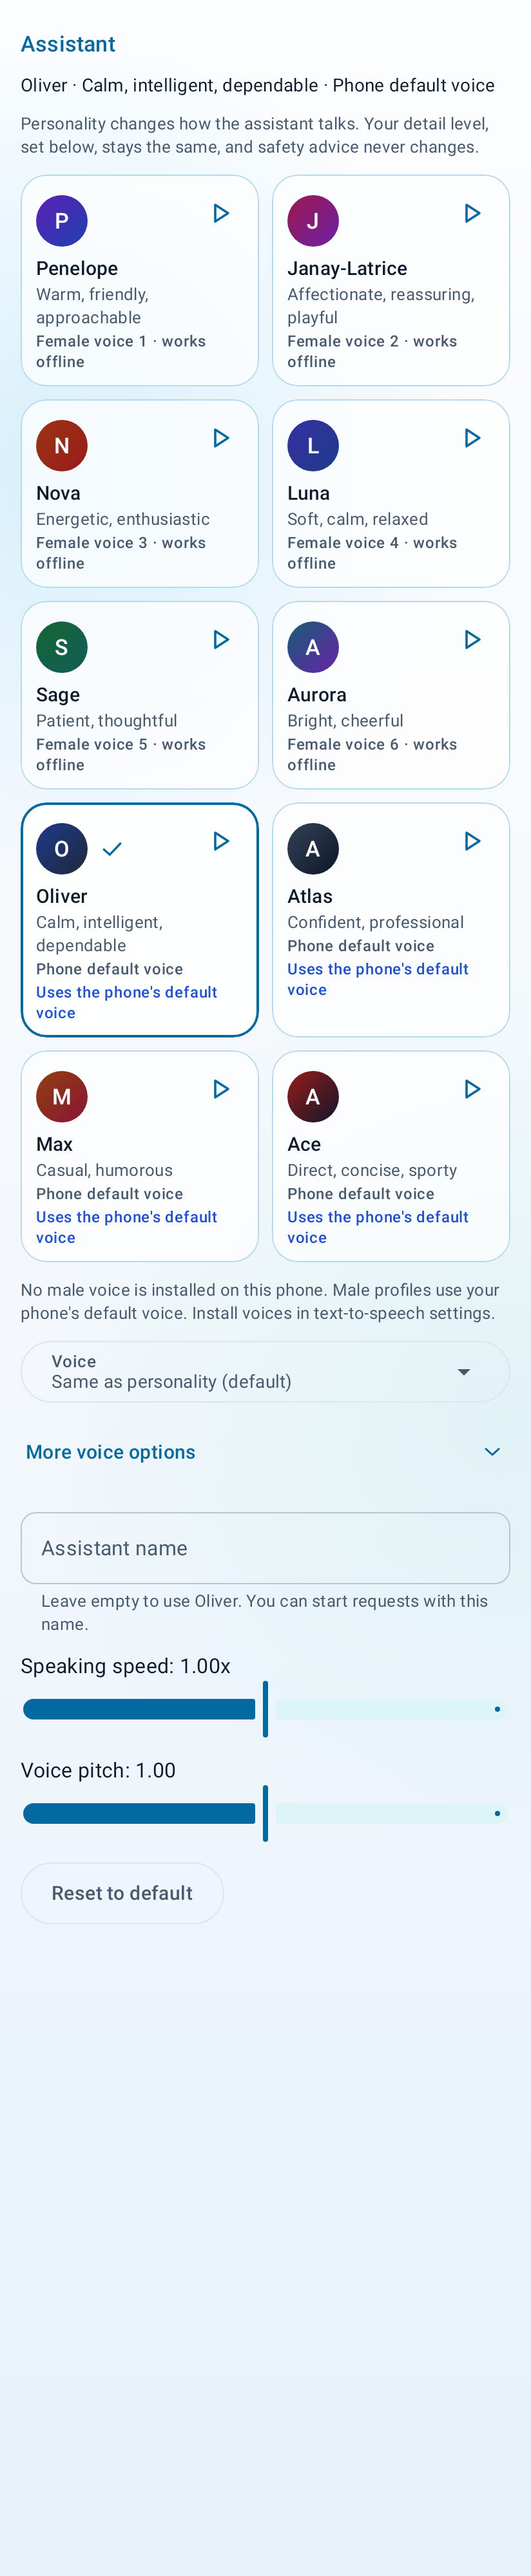 Assistant
Oliver · Calm, intelligent, dependable · Phone default voice
Personality changes how the assistant talks. Your detail level,
set below, stays the same, and safety advice never changes.
P
Penelope
Warm, friendly,
approachable
Female voice 1 · works
offline
J
Janay-Latrice
Affectionate, reassuring,
playful
Female voice 2 · works
offline
N
Nova
Energetic, enthusiastic
Female voice 3 · works
offline
L
Luna
Soft, calm, relaxed
Female voice 4 · works
offline
S
Sage
Patient, thoughtful
Female voice 5 · works
offline
A
Aurora
Bright, cheerful
Female voice 6 · works
offline
O
Oliver
Calm, intelligent,
dependable
Phone default voice
Uses the phone's default
voice
A
Atlas
Confident, professional
Phone default voice
Uses the phone's default
voice
M
Max
Casual, humorous
Phone default voice
Uses the phone's default
voice
A
Ace
Direct, concise, sporty
Phone default voice
Uses the phone's default
voice
No male voice is installed on this phone. Male profiles use your
phone's default voice. Install voices in text-to-speech settings.
Voice
Same as personality (default)
More voice options
Assistant name
Leave empty to use Oliver. You can start requests with this
name.
Speaking speed: 1.00x
Voice pitch: 1.00
Reset to default